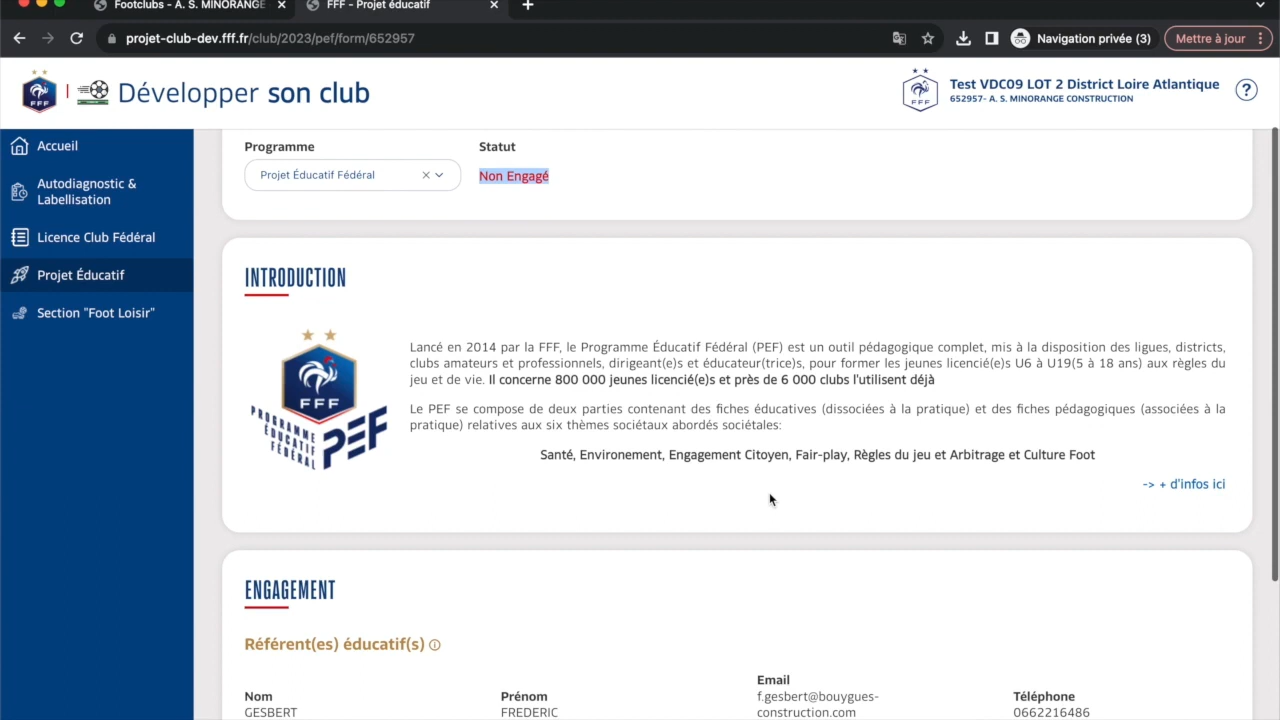 Footclubs - A. S. MINORANGE
FFF - Projet éducatif
projet-club-dev.fff.fr/club/2023/pef/form/652957
Navigation privée (3)
Mettre à jour
FFF
Développer son club
FFF
Test VDC09 LOT 2 District Loire Atlantique
652957- A. S. MINORANGE CONSTRUCTION
?
Accueil
Autodiagnostic &
Labellisation
Licence Club Fédéral
Projet Éducatif
Section "Foot Loisir"
Programme
Statut
Projet Éducatif Fédéral
Non Engagé
INTRODUCTION
FFF
PROGRAMME
ÉDUCATIF
FÉDÉRAL
PEF
Lancé en 2014 par la FFF, le Programme Éducatif Fédéral (PEF) est un outil pédagogique complet, mis à la disposition des ligues, districts,
clubs amateurs et professionnels, dirigeant(e)s et éducateur(trice)s, pour former les jeunes licencié(e)s U6 à U19(5 à 18 ans) aux règles du
jeu et de vie. Il concerne 800 000 jeunes licencié(e)s et près de 6 000 clubs l'utilisent déjà
Le PEF se compose de deux parties contenant des fiches éducatives (dissociées à la pratique) et des fiches pédagogiques (associées à la
pratique) relatives aux six thèmes sociétaux abordés sociétales:
Santé, Environement, Engagement Citoyen, Fair-play, Règles du jeu et Arbitrage et Culture Foot
-> + d'infos ici
ENGAGEMENT
Référent(es) éducatif(s)
Nom
GESBERT
Prénom
FREDERIC
Email
f.gesbert@bouygues-
construction.com
Téléphone
0662216486